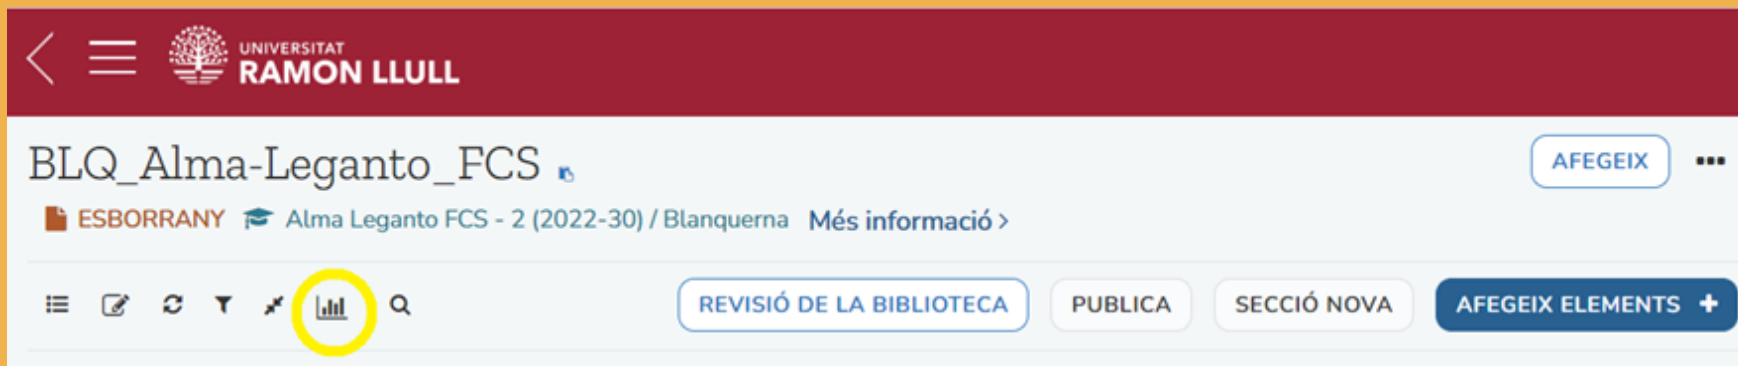 UNIVERSITAT
RAMON LLULL
BLQ_Alma-Leganto_FCS
AFEGEIX
ESBORRANY Alma Leganto FCS - 2 (2022-30) / Blanquerna Més informació >
REVISIÓ DE LA BIBLIOTECA PUBLICA SECCIÓ NOVA AFEGEIX ELEMENTS +